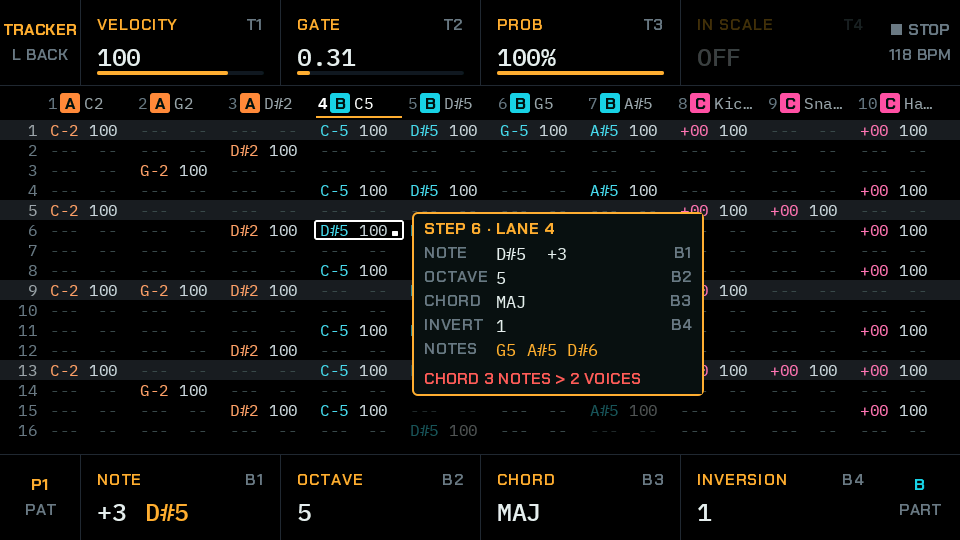 TRACKER
L BACK
VELOCITY T1
100
GATE T2
0.31
PROB T3
100%
IN SCALE T4
OFF
STOP
118 BPM
1 A C2 2 A G2 3 A D#2 4 B C5 5 B D#5 6 B G5 7 B A#5 8 C Kic… 9 C Sna… 10 C Ha…
1 C-2 100 --- -- --- -- C-5 100 D#5 100 G-5 100 A#5 100 +00 100 --- -- +00 100
2 --- -- --- -- D#2 100 --- -- --- -- --- -- --- -- --- -- --- -- --- --
3 --- -- G-2 100 --- -- --- -- --- -- --- -- --- -- --- -- --- -- --- --
4 --- -- --- -- --- -- C-5 100 D#5 100 --- -- A#5 100 --- -- --- -- +00 100
5 C-2 100 --- -- --- -- --- -- --- -- --- -- --- -- +00 100 +00 100 --- --
6 --- -- --- -- D#2 100 D#5 100 --- -- +00 100
7 --- -- --- -- --- -- --- -- --- -- --- --
8 --- -- --- -- --- -- C-5 100 --- -- +00 100
9 C-2 100 G-2 100 D#2 100 --- -- 100 --- -- --- --
10 --- -- --- -- --- -- --- -- --- -- --- --
11 --- -- --- -- --- -- C-5 100 --- -- +00 100
12 --- -- --- -- D#2 100 --- -- --- -- --- --
13 C-2 100 --- -- --- -- C-5 100 100 +00 100 +00 100
14 --- -- G-2 100 --- -- --- -- --- -- --- --
15 --- -- --- -- D#2 100 C-5 100 --- -- --- -- A#5 100 --- -- --- -- +00 100
16 --- -- --- -- --- -- --- -- D#5 100 --- -- --- -- --- -- --- -- --- --
STEP 6 · LANE 4
NOTE D#5 +3 B1
OCTAVE 5 B2
CHORD MAJ B3
INVERT 1 B4
NOTES G5 A#5 D#6
CHORD 3 NOTES > 2 VOICES
P1
PAT
NOTE B1
+3 D#5
OCTAVE B2
5
CHORD B3
MAJ
INVERSION B4
1
B
PART